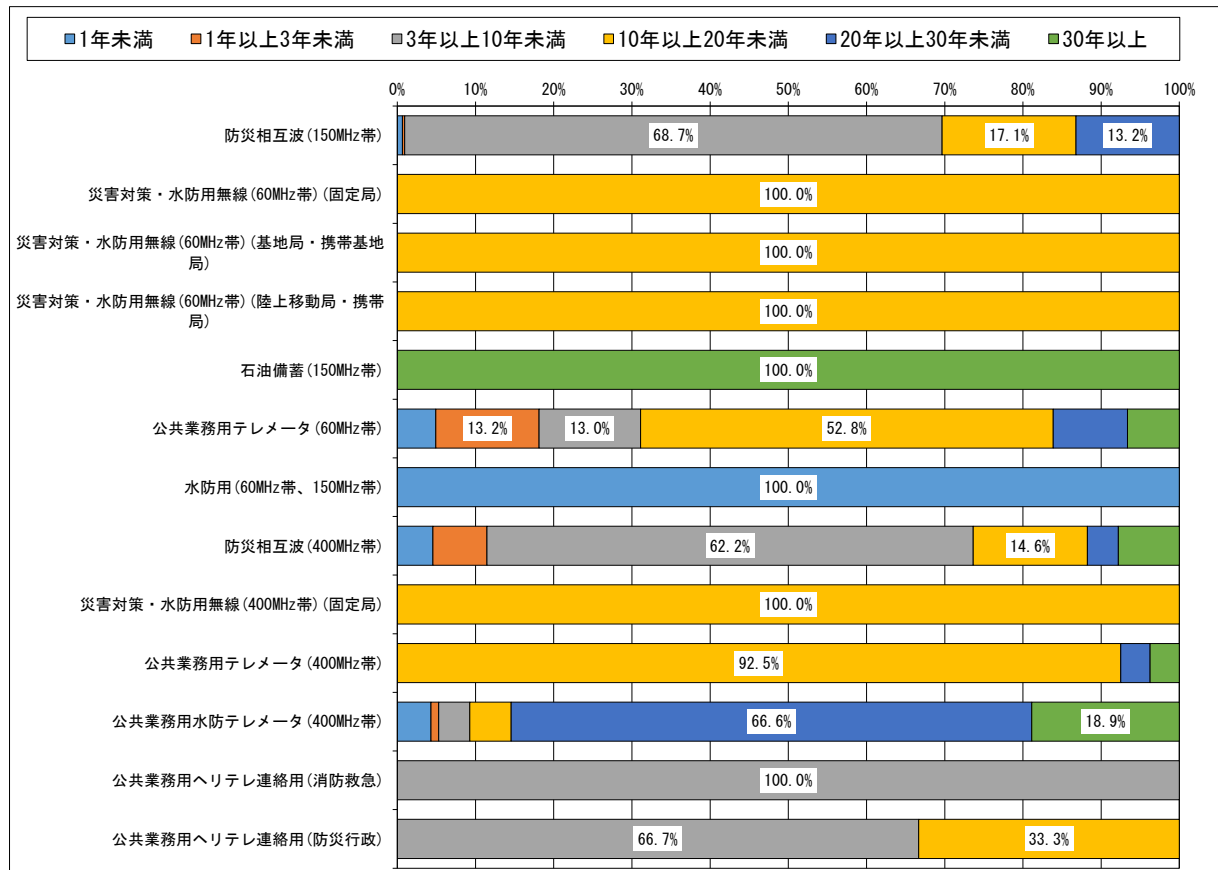 1年未満 1年以上3年未満 3年以上10年未満 10年以上20年未満 20年以上30年未満 30年以上
0% 10% 20% 30% 40% 50% 60% 70% 80% 90% 100%
防災相互波(150MHz帯) 68.7% 17.1% 13.2%
災害対策・水防用無線(60MHz帯)(固定局) 100.0%
災害対策・水防用無線(60MHz帯)(基地局・携帯基地
局) 100.0%
災害対策・水防用無線(60MHz帯)(陸上移動局・携帯
局) 100.0%
石油備蓄(150MHz帯) 100.0%
公共業務用テレメータ(60MHz帯) 13.2% 13.0% 52.8%
水防用(60MHz帯、150MHz帯) 100.0%
防災相互波(400MHz帯) 62.2% 14.6%
災害対策・水防用無線(400MHz帯)(固定局) 100.0%
公共業務用テレメータ(400MHz帯) 92.5%
公共業務用水防テレメータ(400MHz帯) 66.6% 18.9%
公共業務用ヘリテレ連絡用(消防救急) 100.0%
公共業務用ヘリテレ連絡用(防災行政) 66.7% 33.3%